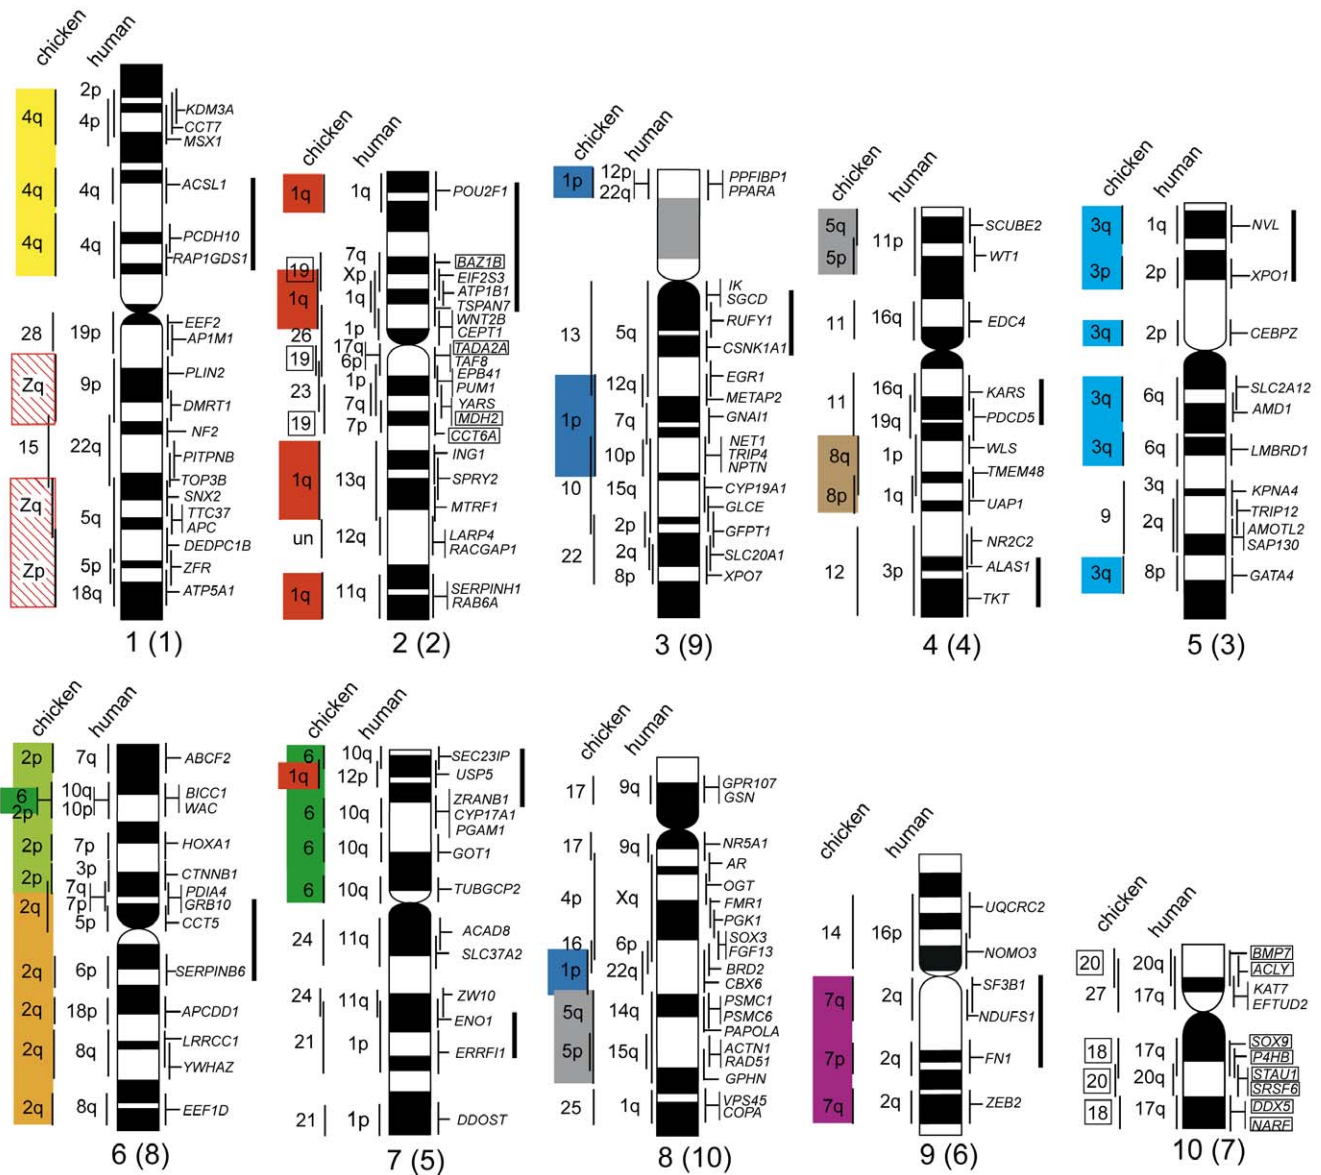 chicken human
4q 2p KDM3A
4p CCT7
MSX1
4q 4q ACSL1
4q 4q PCDH10
RAP1GDS1
28 19p EEF2
AP1M1
Zq 9p PLIN2
DMRT1
15 22q NF2
PITPNB
TOP3B
Zq 5q SNX2
TTC37
APC
DEDPC1B
Zp 5p ZFR
18q ATP5A1
1 (1)
chicken human
1q 1q POU2F1
19 7q BAZ1B
Xp EIF2S3
1q 1q ATP1B1
TSPAN7
26 1p WNT2B
CEPT1
19 17q TADA2A
6p TAF8
23 1p EPB41
PUM1
7q YARS
19 7p MDH2
CCT6A
1q 13q ING1
SPRY2
MTRF1
un 12q LARP4
RACGAP1
1q 11q SERPINH1
RAB6A
2 (2)
chicken human
1p 12p PPFIBP1
22q PPARA
13 5q IK
SGCD
RUFY1
CSNK1A1
1p 12q EGR1
METAP2
7q GNAI1
10p NET1
TRIP4
NPTN
10 15q CYP19A1
GLCE
2p GFPT1
22 2q SLC20A1
8p XPO7
3 (9)
chicken human
5q 11p SCUBE2
5p WT1
11 16q EDC4
11 16q KARS
19q PDCD5
8q 1p WLS
TMEM48
8p 1q UAP1
12 3p NR2C2
ALAS1
TKT
4 (4)
chicken human
3q 1q NVL
3p 2p XPO1
3q 2p CEBPZ
3q 6q SLC2A12
AMD1
3q 6q LMBRD1
9 3q KPNA4
2q TRIP12
AMOTL2
SAP130
3q 8p GATA4
5 (3)
chicken human
2p 7q ABCF2
6 10q BICC1
2p 10p WAC
2p 7p HOXA1
2p 3p CTNNB1
2q 7q PDIA4
7p GRB10
5p CCT5
2q 6p SERPINB6
2q 18p APCDD1
2q 8q LRRCC1
YWHAZ
2q 8q EEF1D
6 (8)
chicken human
6 10q SEC23IP
1q 12p USP5
6 10q ZRANB1
CYP17A1
PGAM1
6 10q GOT1
6 10q TUBGCP2
24 11q ACAD8
SLC37A2
24 11q ZW10
ENO1
21 1p ERRFI1
21 1p DDOST
7 (5)
chicken human
17 9q GPR107
GSN
17 9q NR5A1
AR
4p Xq OGT
FMR1
PGK1
SOX3
FGF13
16 6p BRD2
1p 22q CBX6
5q 14q PSMC1
PSMC6
PAPOLA
5p 15q ACTN1
RAD51
GPHN
25 1q VPS45
COPA
8 (10)
chicken human
14 16p UQCRC2
NOMO3
7q 2q SF3B1
NDUFS1
7p 2q FN1
7q 2q ZEB2
9 (6)
chicken human
20 20q BMP7
ACLY
27 17q KAT7
EFTUD2
18 17q SOX9
P4HB
20 20q STAU1
SRSF6
18 17q DDX5
NARF
10 (7)